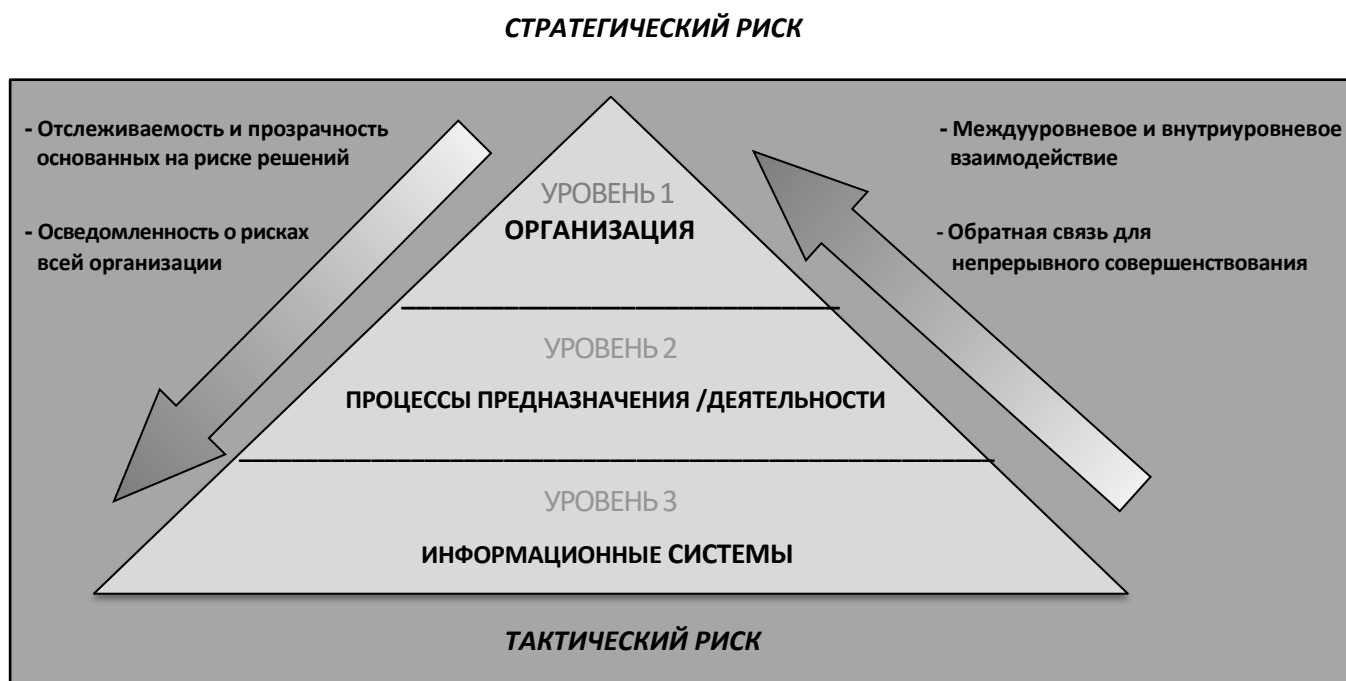 СТРАТЕГИЧЕСКИЙ РИСК
- Отслеживаемость и прозрачность
основанных на риске решений
- Осведомленность о рисках
всей организации
- Междууровневое и внутриуровневое
взаимодействие
- Обратная связь для
непрерывного совершенствования
УРОВЕНЬ 1
ОРГАНИЗАЦИЯ
УРОВЕНЬ 2
ПРОЦЕССЫ ПРЕДНАЗНАЧЕНИЯ /ДЕЯТЕЛЬНОСТИ
УРОВЕНЬ 3
ИНФОРМАЦИОННЫЕ СИСТЕМЫ
ТАКТИЧЕСКИЙ РИСК